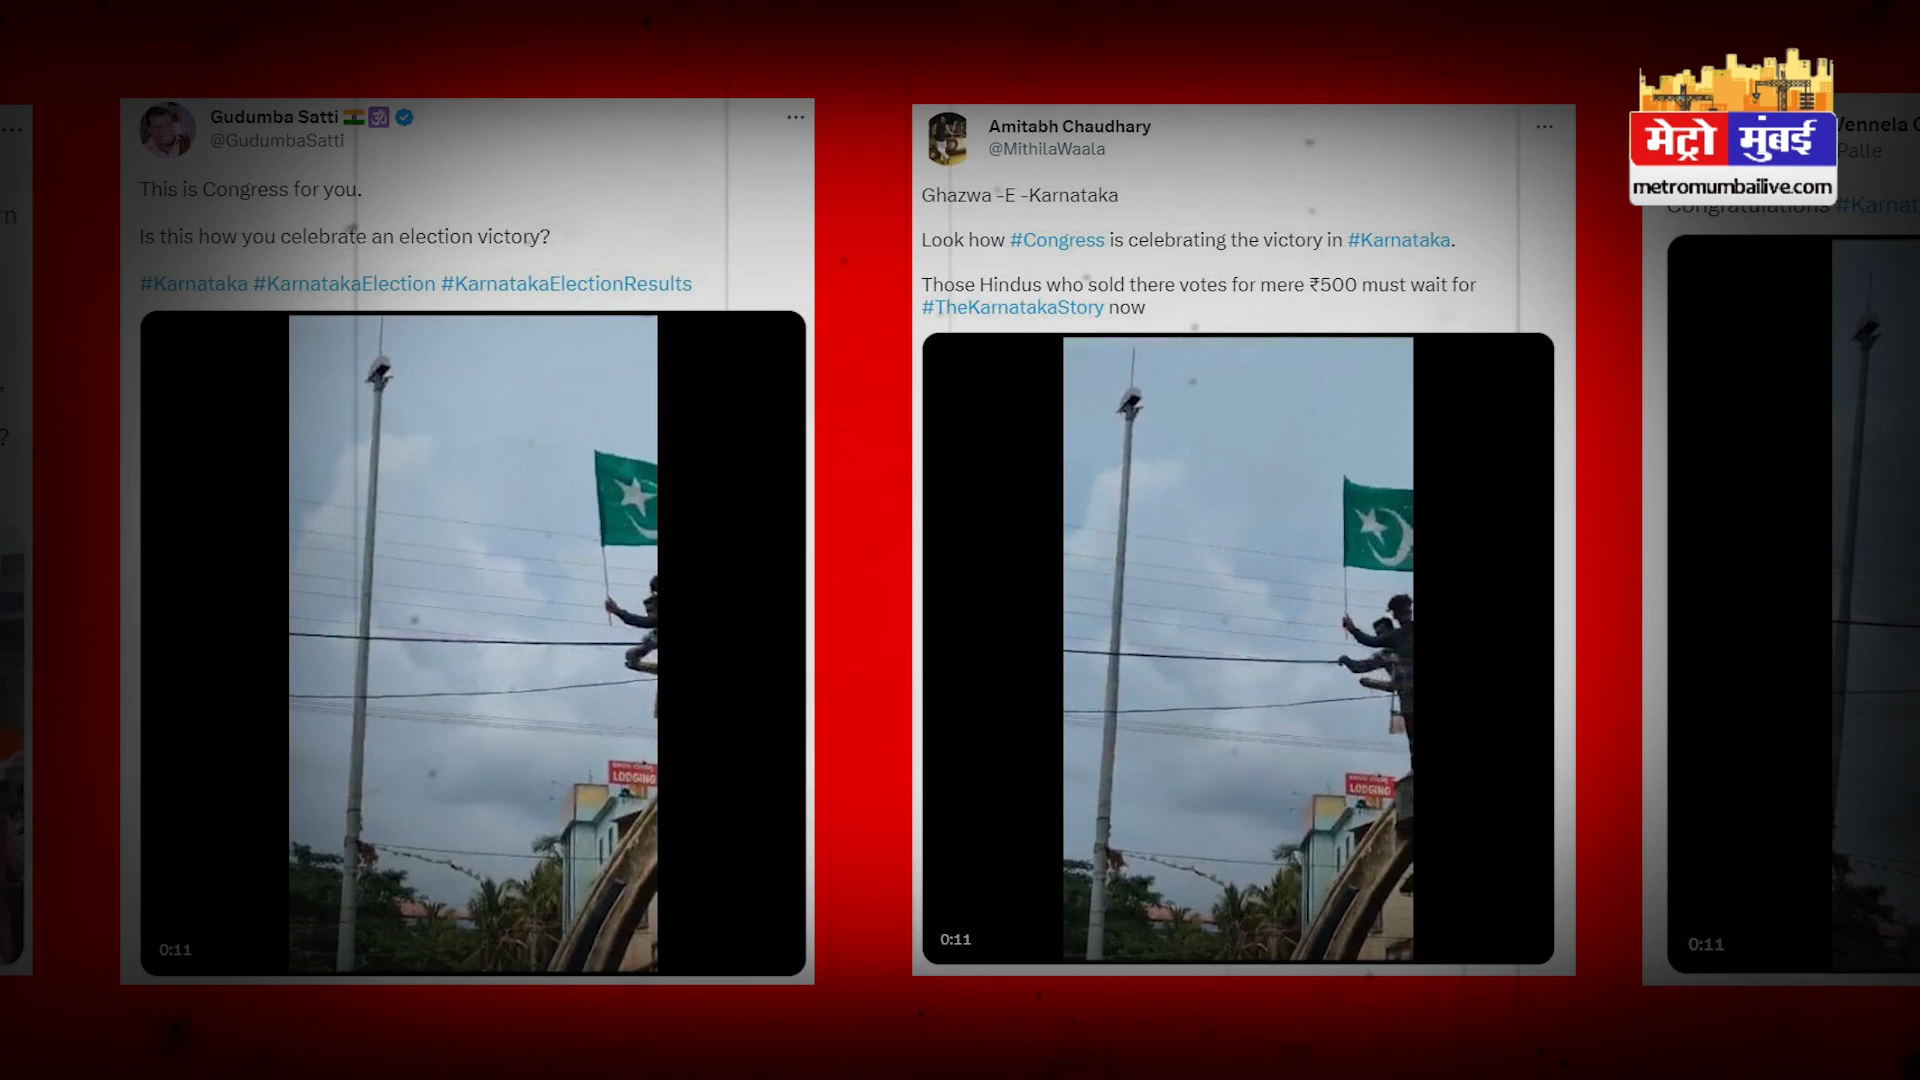 Gudumba Satti
@GudumbaSatti
This is Congress for you.
Is this how you celebrate an election victory?
#Karnataka #KarnatakaElection #KarnatakaElectionResults
LODGING
0:11
Amitabh Chaudhary
@MithilaWaala
Ghazwa -E -Karnataka
Look how #Congress is celebrating the victory in #Karnataka.
Those Hindus who sold there votes for mere ₹500 must wait for
#TheKarnatakaStory now
LODGING
0:11
मेट्रो मुंबई
metromumbailive.com
Vennela
Palle
Congratulations #Karnat
0:11